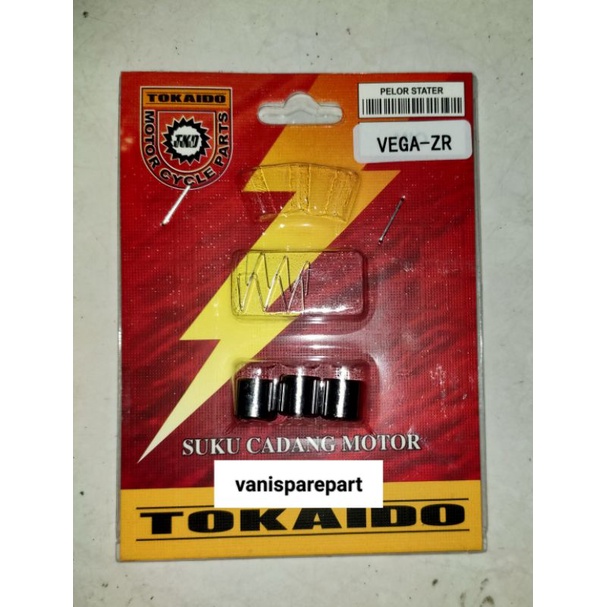 TOKAIDO
MOTOR CYCLE PARTS
TKD
PELOR STATER
VEGA-ZR
SUKU CADANG MOTOR
vanisparepart
TOKAIDO